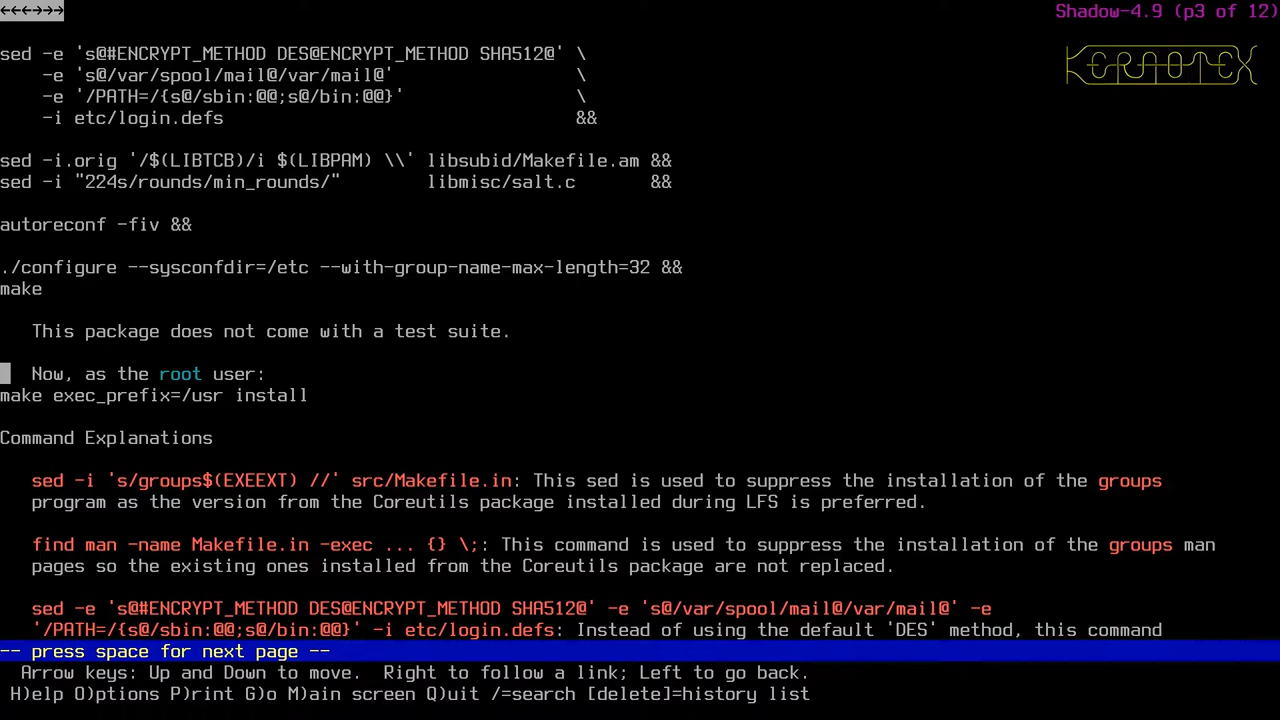 ←←←→→→
Shadow-4.9 (p3 of 12)
KERNOTEX
sed -e 's@#ENCRYPT_METHOD DES@ENCRYPT_METHOD SHA512@' \
    -e 's@/var/spool/mail@/var/mail@'                  \
    -e '/PATH=/{s@/sbin:@@;s@/bin:@@}'                 \
    -i etc/login.defs                                 &&
sed -i.orig '/$(LIBTCB)/i $(LIBPAM) \\' libsubid/Makefile.am &&
sed -i "224s/rounds/min_rounds/"        libmisc/salt.c       &&
autoreconf -fiv &&
./configure --sysconfdir=/etc --with-group-name-max-length=32 &&
make
This package does not come with a test suite.
Now, as the root user:
make exec_prefix=/usr install
Command Explanations
sed -i 's/groups$(EXEEXT) //' src/Makefile.in: This sed is used to suppress the installation of the groups
program as the version from the Coreutils package installed during LFS is preferred.
find man -name Makefile.in -exec ... {} \;: This command is used to suppress the installation of the groups man
pages so the existing ones installed from the Coreutils package are not replaced.
sed -e 's@#ENCRYPT_METHOD DES@ENCRYPT_METHOD SHA512@' -e 's@/var/spool/mail@/var/mail@' -e
'/PATH=/{s@/sbin:@@;s@/bin:@@}' -i etc/login.defs: Instead of using the default 'DES' method, this command
-- press space for next page --
Arrow keys: Up and Down to move.  Right to follow a link; Left to go back.
H)elp O)ptions P)rint G)o M)ain screen Q)uit /=search [delete]=history list